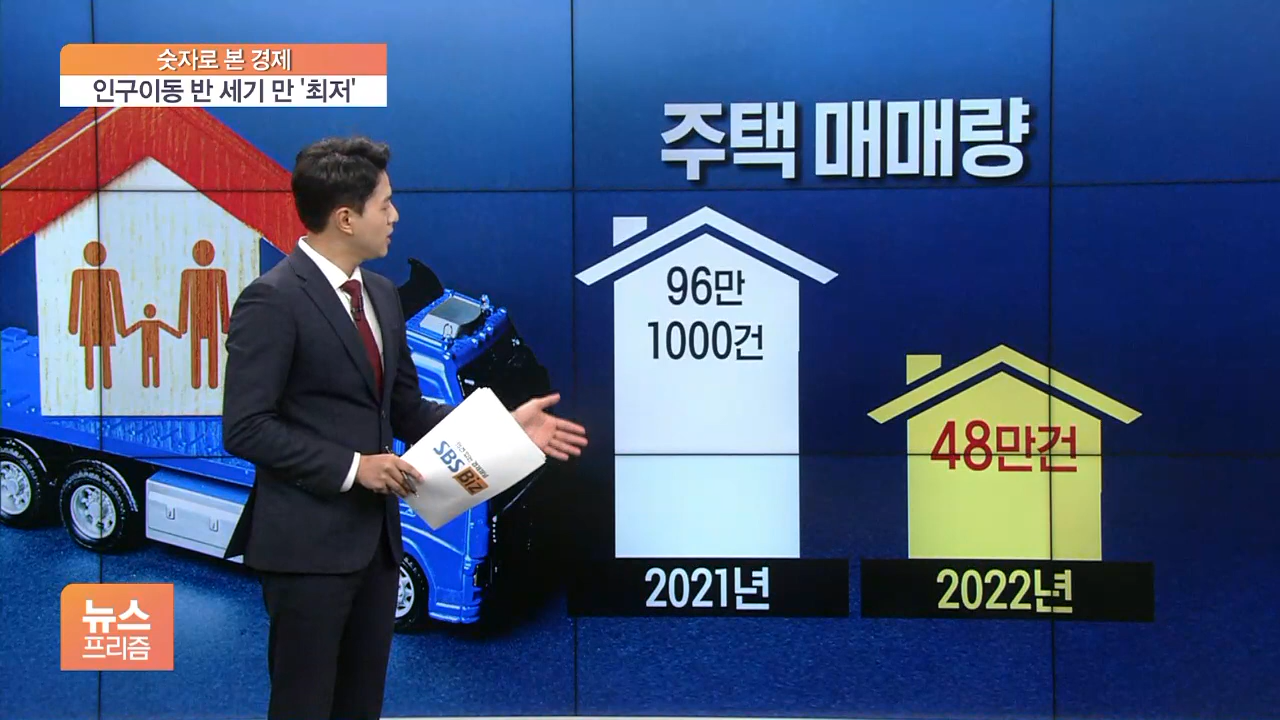 숫자로 본 경제
인구이동 반 세기 만 '최저'
주택 매매량
96만
1000건
48만건
2021년
2022년
SBS Biz
뉴스
프리즘